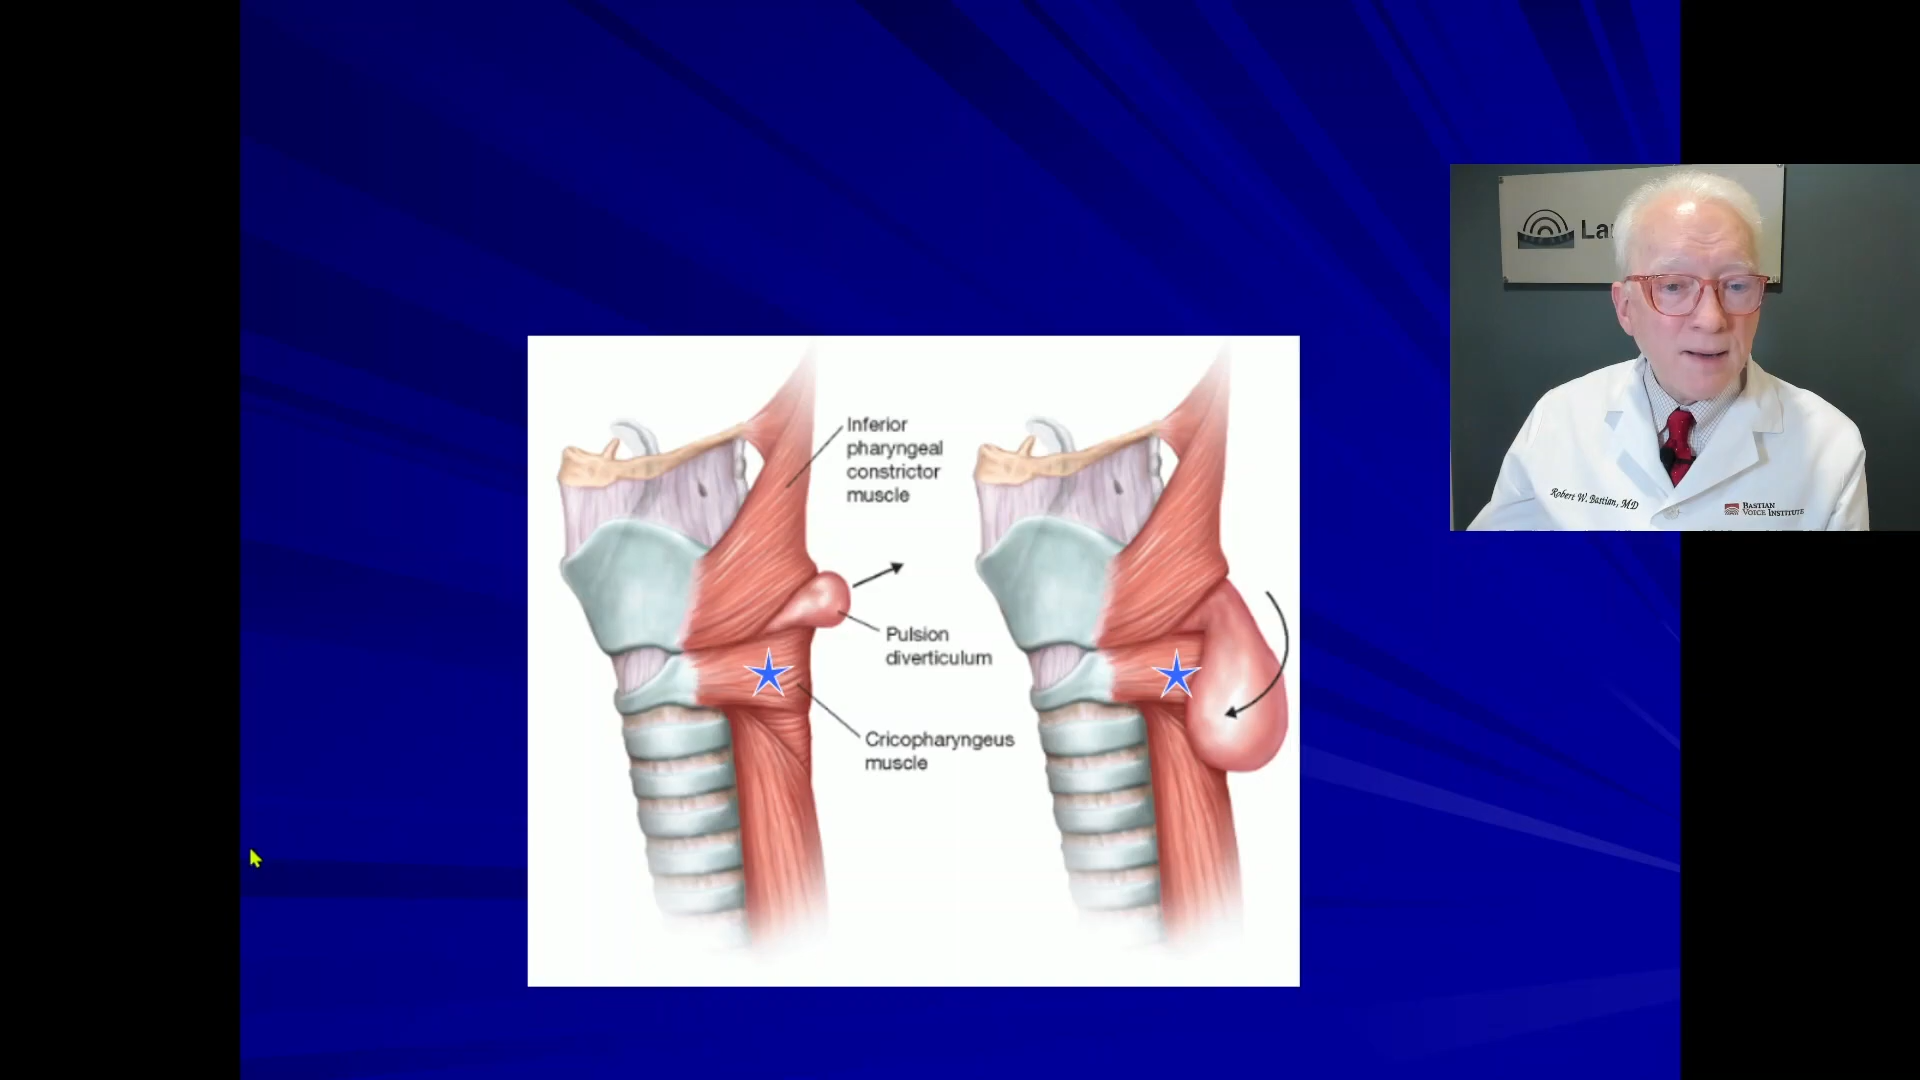 Inferior
pharyngeal
constrictor
muscle
Pulsion
diverticulum
Cricopharyngeus
muscle
La
Robert W. Bastian, MD
BASTIAN
VOICE INSTITUTE